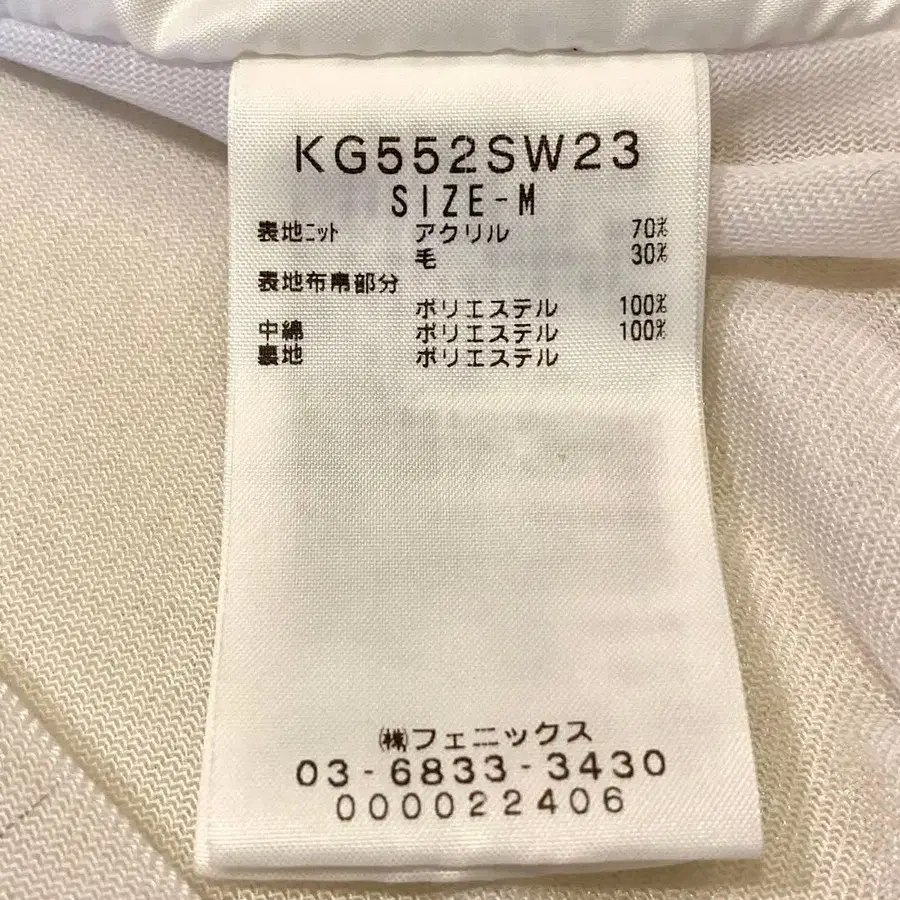 KG552SW23
SIZE-M
表地ﾆｯﾄ アクリル 70%
毛 30%
表地布帛部分
ポリエステル 100%
中綿 ポリエステル 100%
裏地 ポリエステル
㈱フェニックス
03-6833-3430
000022406